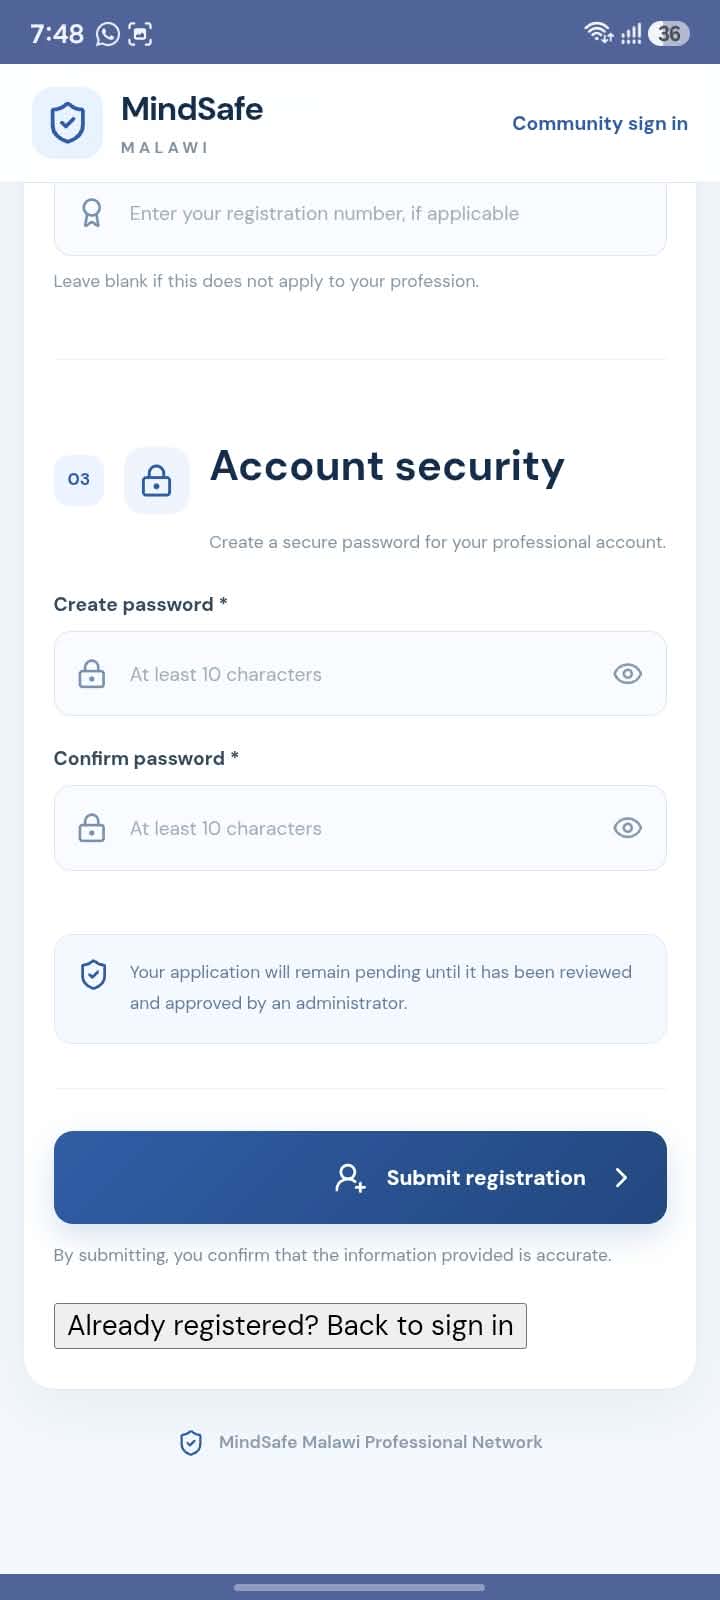 7:48
36
MindSafe
MALAWI
Community sign in
Enter your registration number, if applicable
Leave blank if this does not apply to your profession.
03
Account security
Create a secure password for your professional account.
Create password *
At least 10 characters
Confirm password *
At least 10 characters
Your application will remain pending until it has been reviewed
and approved by an administrator.
Submit registration
By submitting, you confirm that the information provided is accurate.
Already registered? Back to sign in
MindSafe Malawi Professional Network